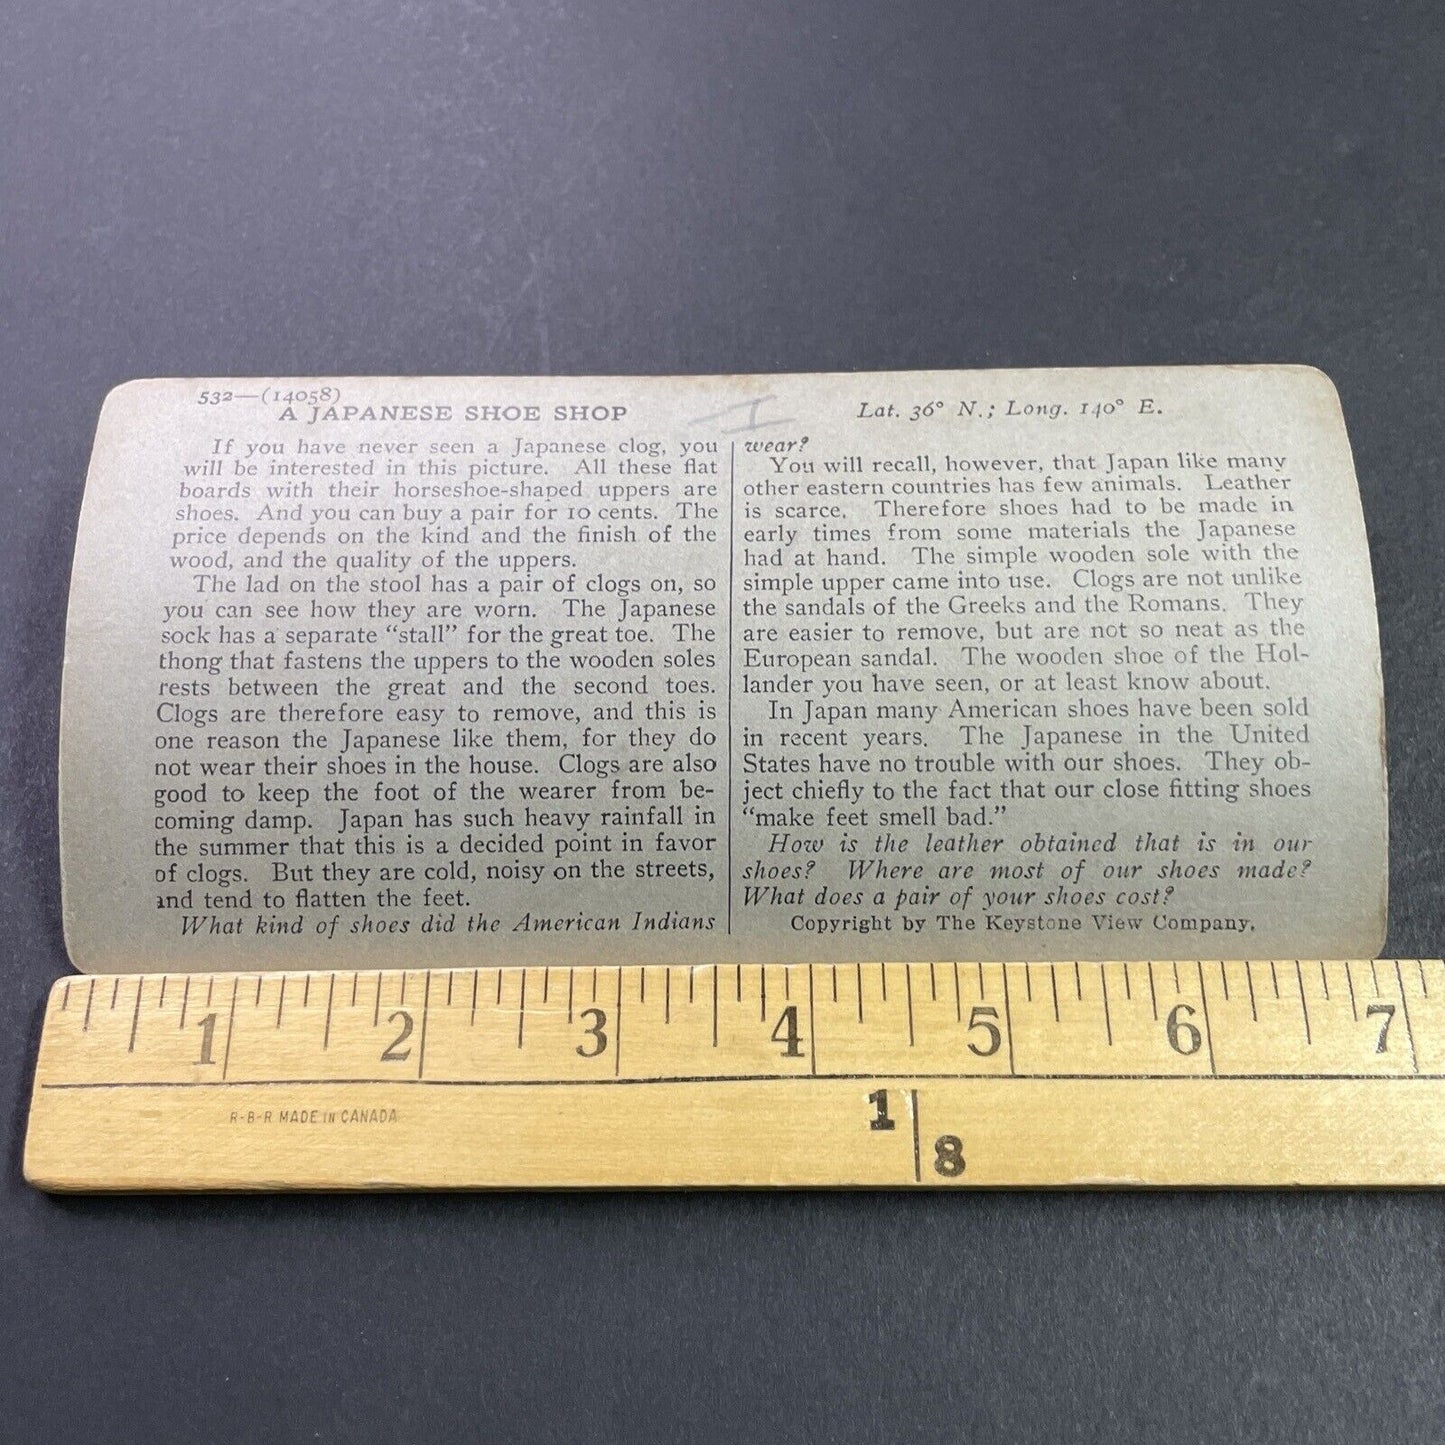 532—(14058)
A JAPANESE SHOE SHOP
If you have never seen a Japanese clog, you
will be interested in this picture. All these flat
boards with their horseshoe-shaped uppers are
shoes. And you can buy a pair for 10 cents. The
price depends on the kind and the finish of the
wood, and the quality of the uppers.
The lad on the stool has a pair of clogs on, so
you can see how they are worn. The Japanese
sock has a separate "stall" for the great toe. The
thong that fastens the uppers to the wooden soles
rests between the great and the second toes.
Clogs are therefore easy to remove, and this is
one reason the Japanese like them, for they do
not wear their shoes in the house. Clogs are also
good to keep the foot of the wearer from be-
coming damp. Japan has such heavy rainfall in
the summer that this is a decided point in favor
of clogs. But they are cold, noisy on the streets,
and tend to flatten the feet.
What kind of shoes did the American Indians
Lat. 36° N.; Long. 140° E.
wear?
You will recall, however, that Japan like many
other eastern countries has few animals. Leather
is scarce. Therefore shoes had to be made in
early times from some materials the Japanese
had at hand. The simple wooden sole with the
simple upper came into use. Clogs are not unlike
the sandals of the Greeks and the Romans. They
are easier to remove, but are not so neat as the
European sandal. The wooden shoe of the Hol-
lander you have seen, or at least know about.
In Japan many American shoes have been sold
in recent years. The Japanese in the United
States have no trouble with our shoes. They ob-
ject chiefly to the fact that our close fitting shoes
"make feet smell bad."
How is the leather obtained that is in our
shoes? Where are most of our shoes made?
What does a pair of your shoes cost?
Copyright by The Keystone View Company.
1 2 3 4 5 6 7
R-B-R MADE IN CANADA
1
8